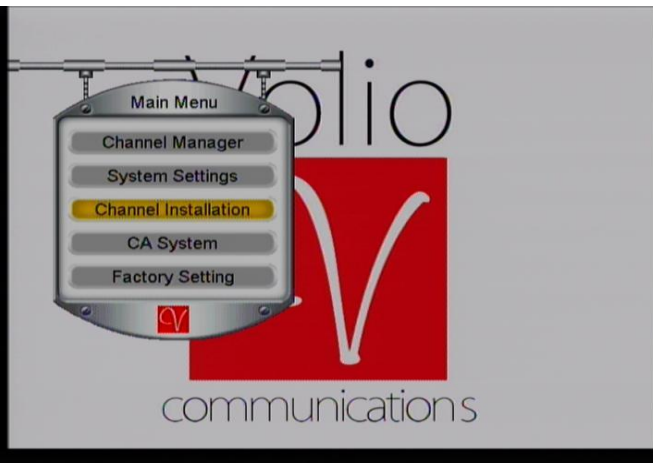 Volio
Main Menu
Channel Manager
System Settings
Channel Installation
CA System
Factory Setting
V
communications